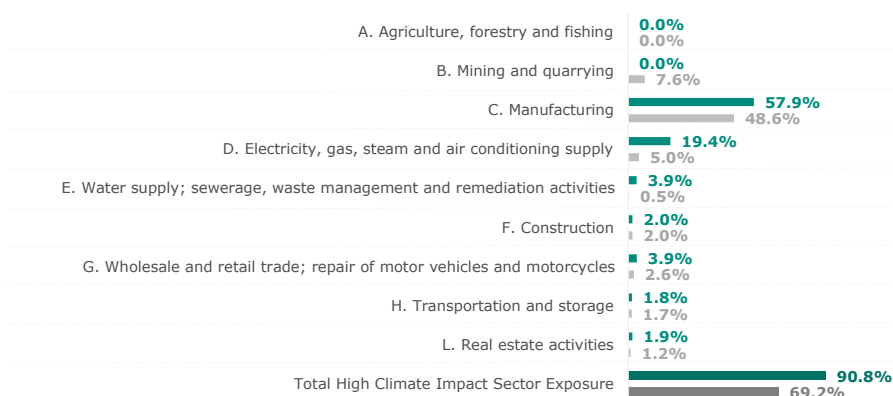 A. Agriculture, forestry and fishing 0.0%
0.0%
B. Mining and quarrying 0.0%
7.6%
C. Manufacturing 57.9%
48.6%
D. Electricity, gas, steam and air conditioning supply 19.4%
5.0%
E. Water supply; sewerage, waste management and remediation activities 3.9%
0.5%
F. Construction 2.0%
2.0%
G. Wholesale and retail trade; repair of motor vehicles and motorcycles 3.9%
2.6%
H. Transportation and storage 1.8%
1.7%
L. Real estate activities 1.9%
1.2%
Total High Climate Impact Sector Exposure 90.8%
69.2%